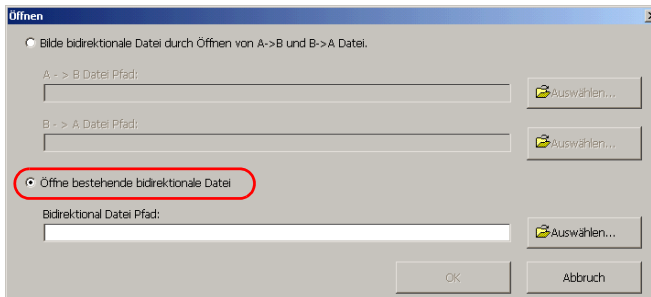 Öffnen
Bilde bidirektionale Datei durch Öffnen von A->B und B->A Datei.
A - > B Datei Pfad:
Auswählen...
B - > A Datei Pfad:
Auswählen...
Öffne bestehende bidirektionale Datei
Bidirektional Datei Pfad:
Auswählen...
OK
Abbruch